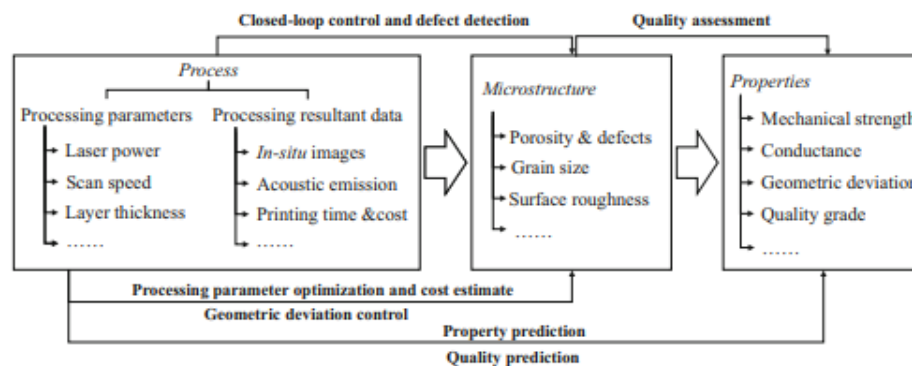 Closed-loop control and defect detection
Quality assessment
Process
Processing parameters
Laser power
Scan speed
Layer thickness
......
Processing resultant data
In-situ images
Acoustic emission
Printing time &cost
......
Microstructure
Porosity & defects
Grain size
Surface roughness
......
Properties
Mechanical strength
Conductance
Geometric deviation
Quality grade
......
Processing parameter optimization and cost estimate
Geometric deviation control
Property prediction
Quality prediction